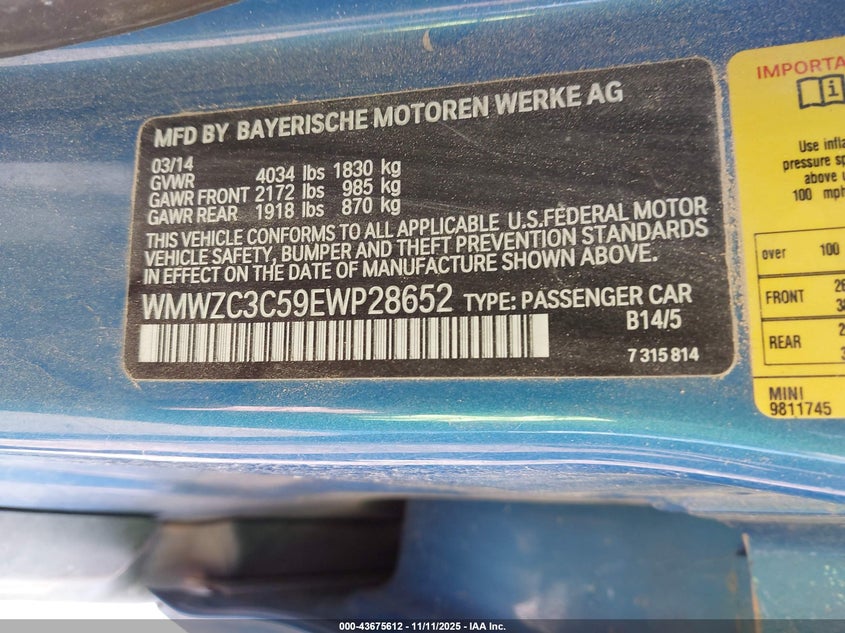 MFD BY BAYERISCHE MOTOREN WERKE AG
03/14
GVWR 4034 lbs 1830 kg
GAWR FRONT 2172 lbs 985 kg
GAWR REAR 1918 lbs 870 kg
THIS VEHICLE CONFORMS TO ALL APPLICABLE U.S.FEDERAL MOTOR
VEHICLE SAFETY, BUMPER AND THEFT PREVENTION STANDARDS
IN EFFECT ON THE DATE OF MANUFACTURE SHOWN ABOVE.
WMWZC3C59EWP28652 TYPE: PASSENGER CAR
B14/5
7 315 814
IMPORTA
Use infla
pressure sp
above
100 mph
over 100
FRONT
REAR
MINI
9811745
000-43675612 - 11/11/2025 - IAA Inc.